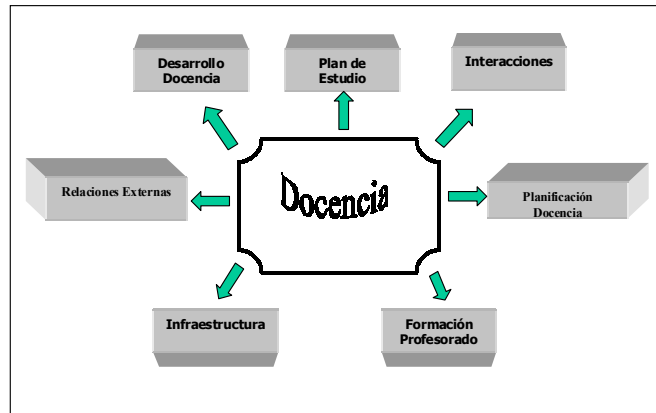 Desarrollo
Docencia
Plan de
Estudio
Interacciones
Relaciones Externas
Docencia
Planificación
Docencia
Infraestructura
Formación
Profesorado